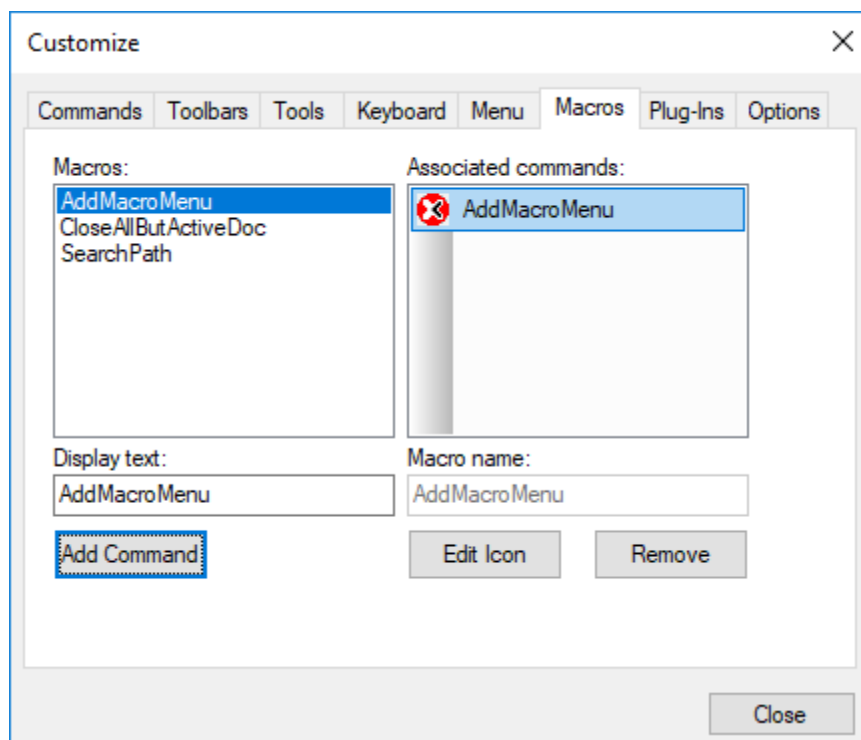 Customize
Commands Toolbars Tools Keyboard Menu Macros Plug-Ins Options
Macros: Associated commands:
AddMacroMenu AddMacroMenu
CloseAllButActiveDoc
SearchPath
Display text: Macro name:
AddMacroMenu AddMacroMenu
Add Command Edit Icon Remove
Close